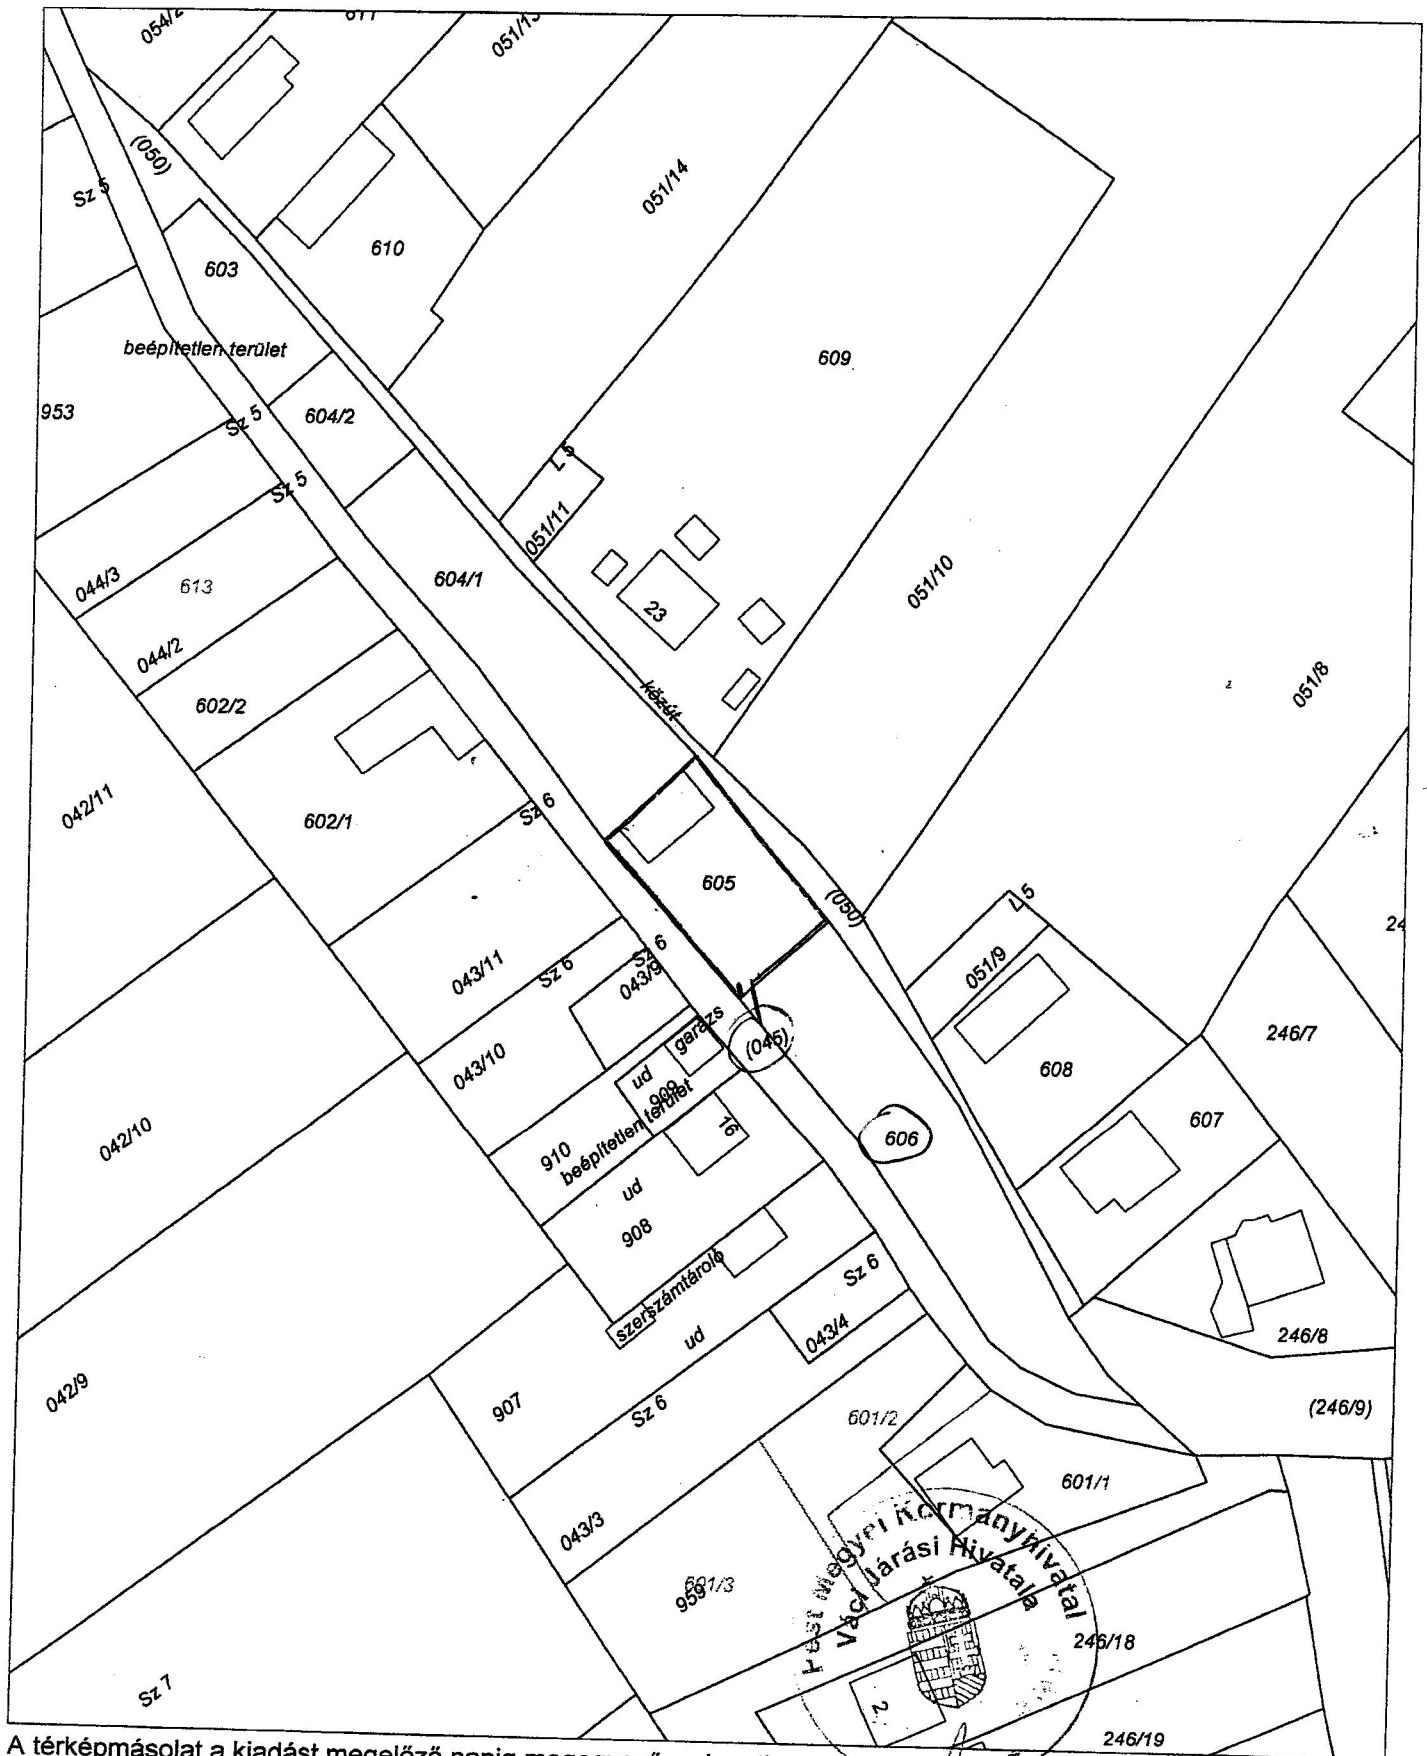 054/2
611
051/13
(050)
Sz 5
051/14
603
610
beépítetlen terület
609
953
Sz 5
604/2
L 5
Sz 5
051/11
044/3
613
604/1
051/10
23
044/2
602/2
051/8
közút
042/11
602/1
Sz 6
605
(050)
L 5
24
043/11
Sz 6
Sz 6
043/9
051/9
garázs
(045)
246/7
043/10
ud
909
608
042/10
910
beépítetlen terület
16
606
607
ud
908
szerszámtároló
Sz 6
ud
043/4
246/8
042/9
907
Sz 6
601/2
(246/9)
601/1
043/3
Pest Megyei Kormányhivatal
Váci Járási Hivatala
601/3
959
246/18
Sz 7
2
246/19
A térképmásolat a kiadást megelőző napig